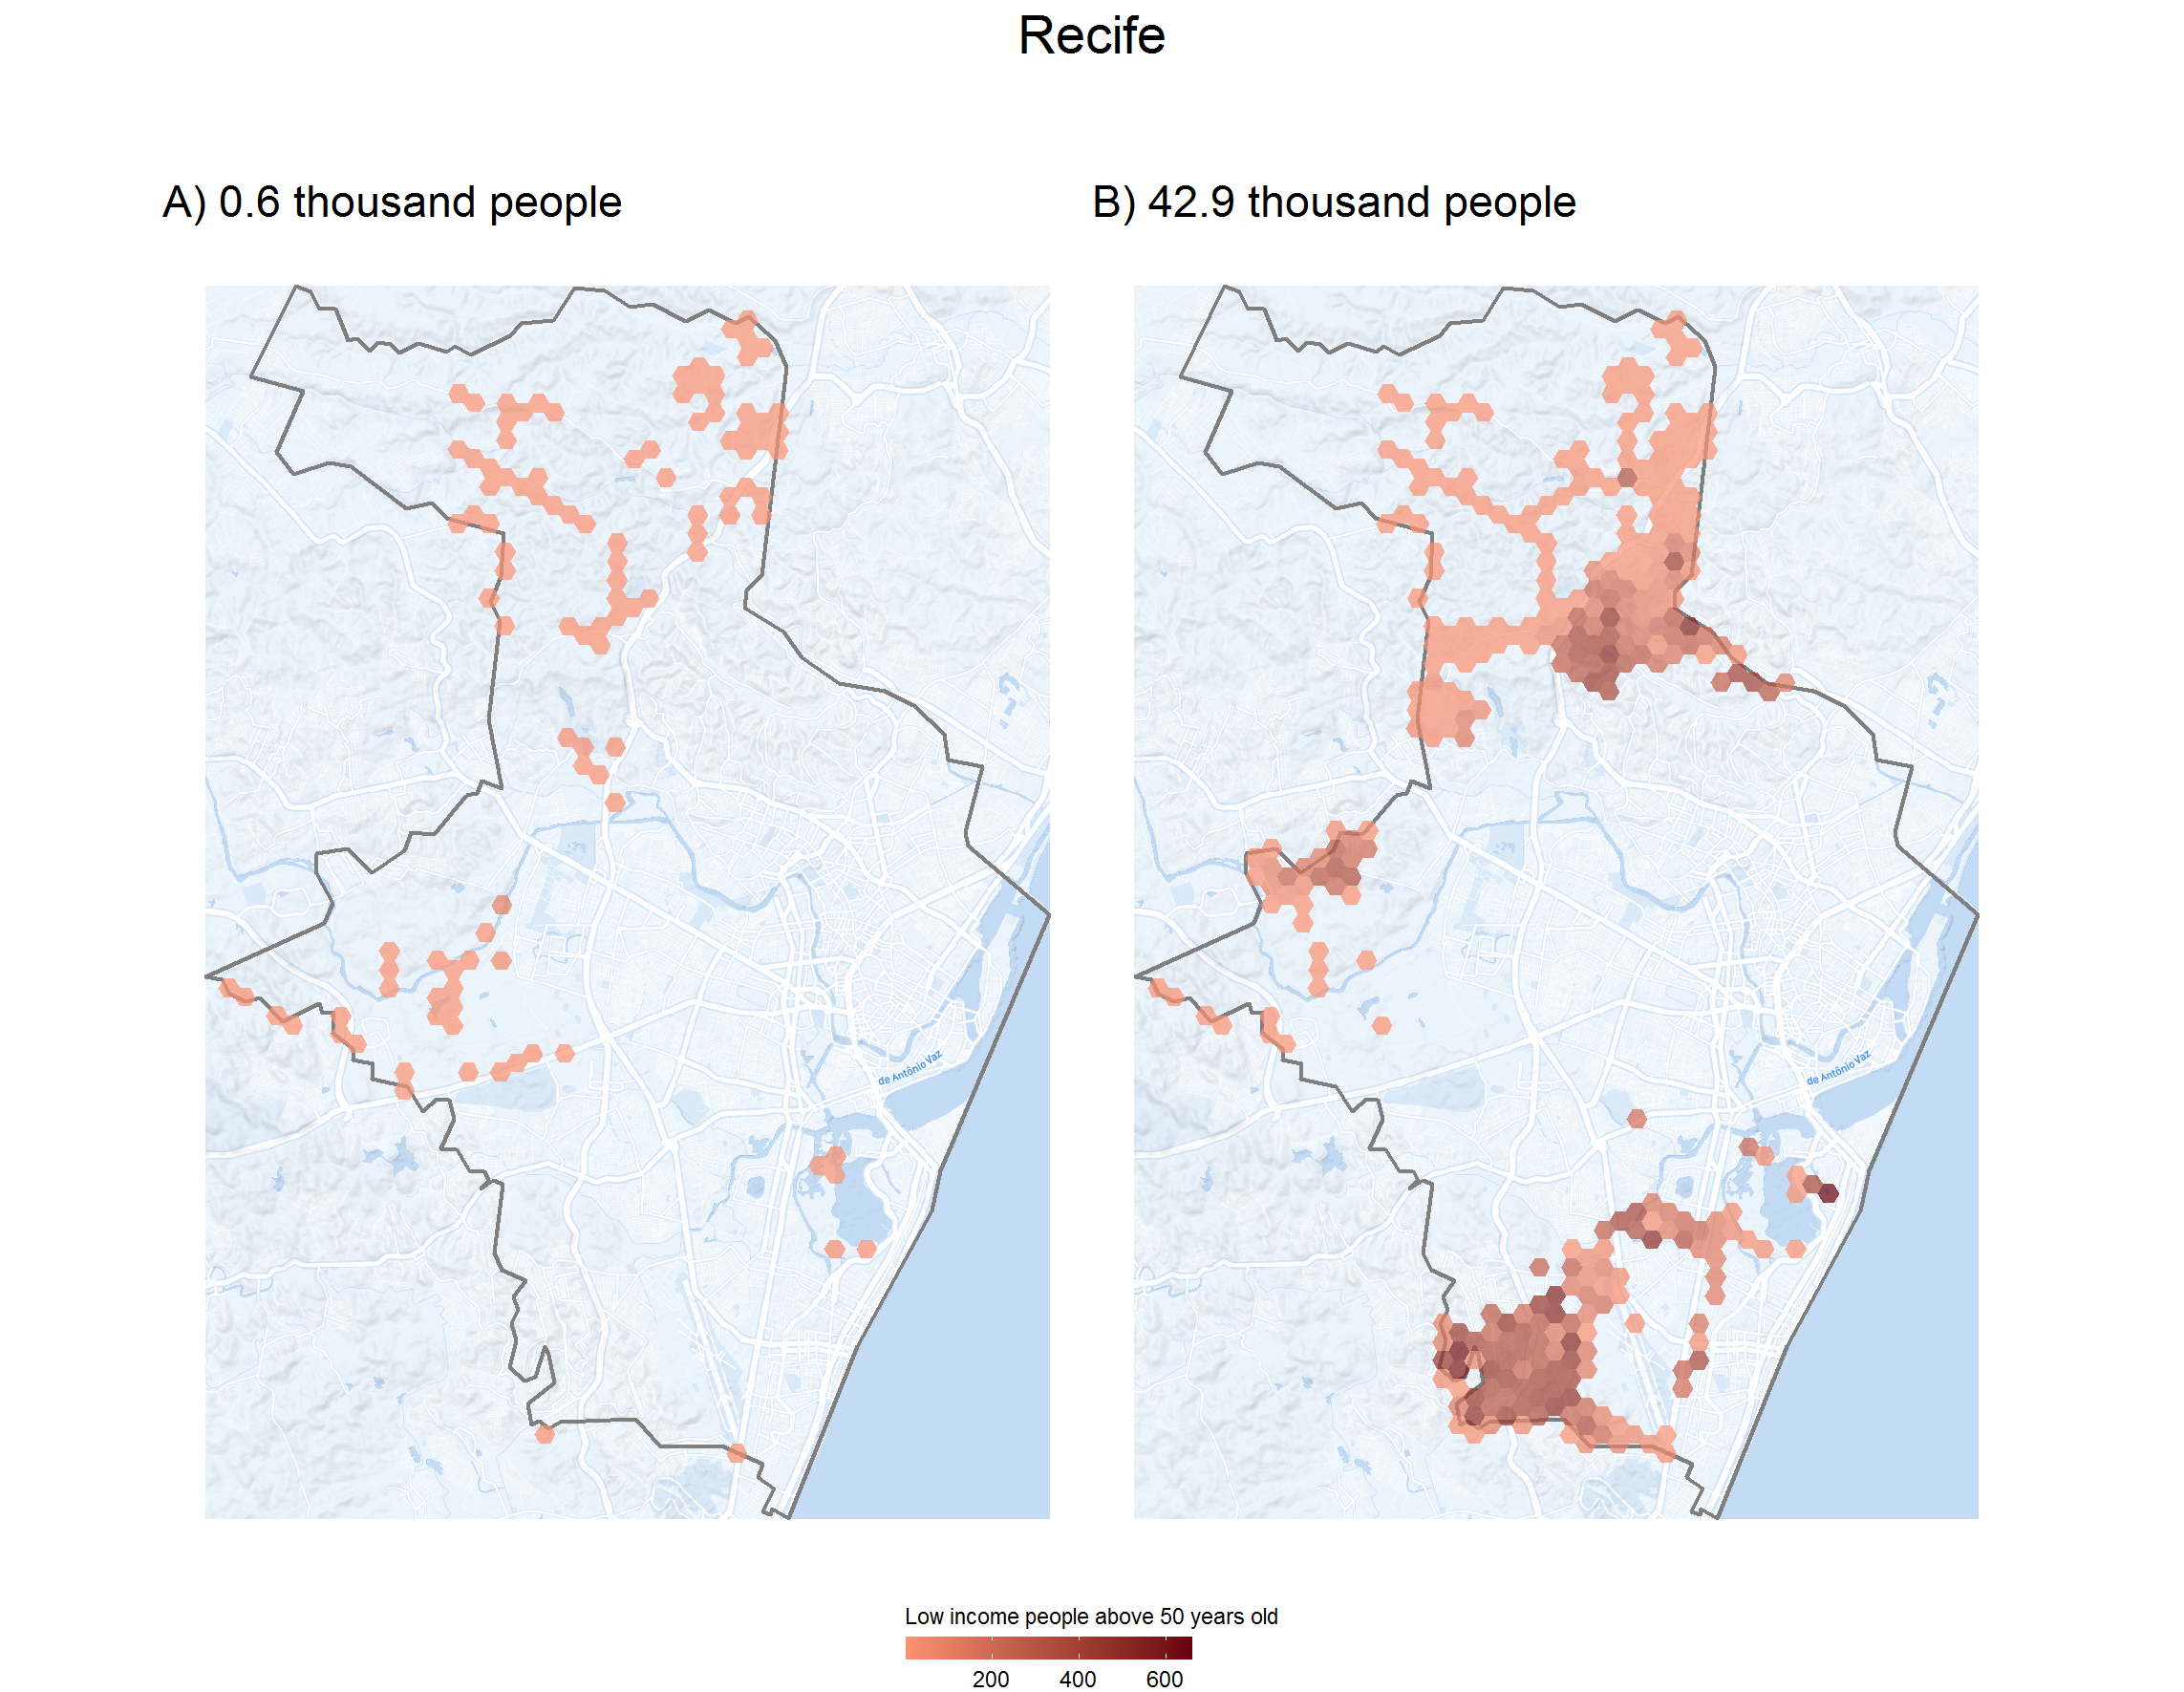 Recife
A) 0.6 thousand people
B) 42.9 thousand people
de Antônio Vaz
de Antônio Vaz
Low income people above 50 years old
200 400 600